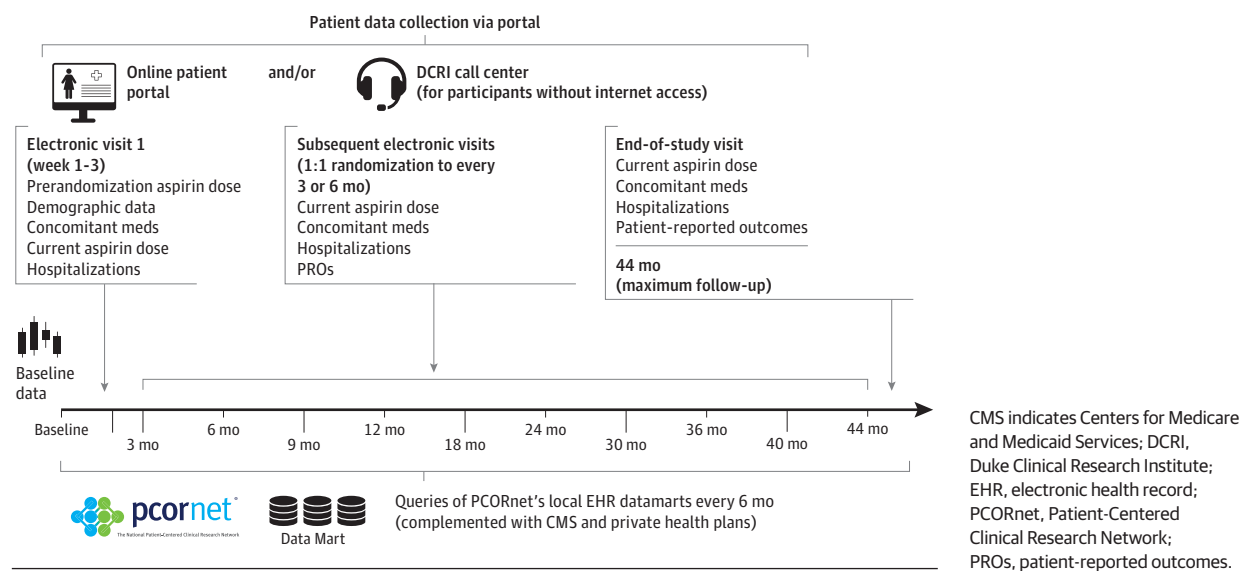 Patient data collection via portal
Online patient
portal
and/or
DCRI call center
(for participants without internet access)
Electronic visit 1
(week 1-3)
Prerandomization aspirin dose
Demographic data
Concomitant meds
Current aspirin dose
Hospitalizations
Subsequent electronic visits
(1:1 randomization to every
3 or 6 mo)
Current aspirin dose
Concomitant meds
Hospitalizations
PROs
End-of-study visit
Current aspirin dose
Concomitant meds
Hospitalizations
Patient-reported outcomes
44 mo
(maximum follow-up)
Baseline
data
Baseline
3 mo
6 mo
9 mo
12 mo
18 mo
24 mo
30 mo
36 mo
40 mo
44 mo
pcornet
The National Patient-Centered Clinical Research Network
Data Mart
Queries of PCORnet's local EHR datamarts every 6 mo
(complemented with CMS and private health plans)
CMS indicates Centers for Medicare
and Medicaid Services; DCRI,
Duke Clinical Research Institute;
EHR, electronic health record;
PCORnet, Patient-Centered
Clinical Research Network;
PROs, patient-reported outcomes.